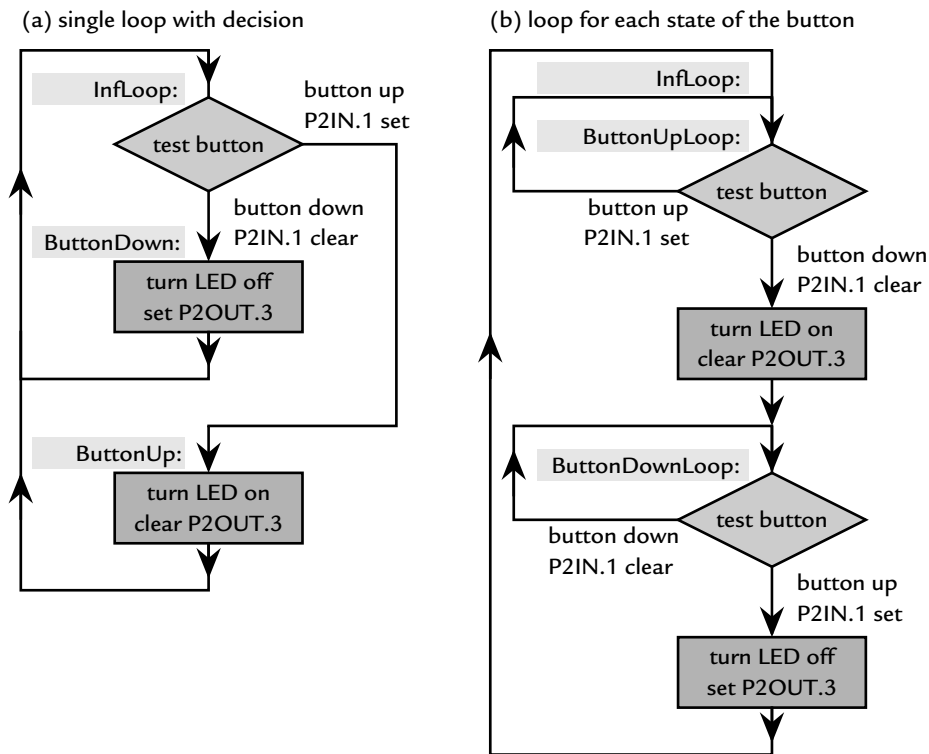 (a) single loop with decision
InfLoop:
button up
P2IN.1 set
test button
button down
P2IN.1 clear
ButtonDown:
turn LED off
set P2OUT.3
ButtonUp:
turn LED on
clear P2OUT.3
(b) loop for each state of the button
InfLoop:
ButtonUpLoop:
test button
button up
P2IN.1 set
button down
P2IN.1 clear
turn LED on
clear P2OUT.3
ButtonDownLoop:
test button
button down
P2IN.1 clear
button up
P2IN.1 set
turn LED off
set P2OUT.3